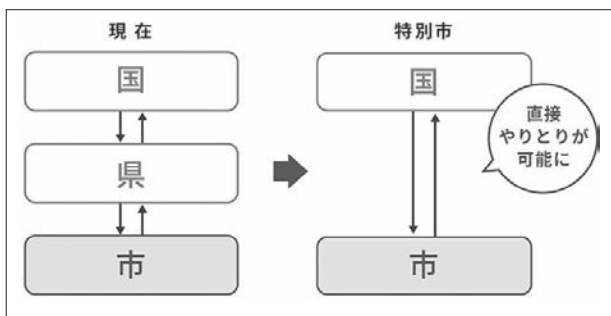 現在
国
県
市
特別市
国
直接
やりとりが
可能に
市